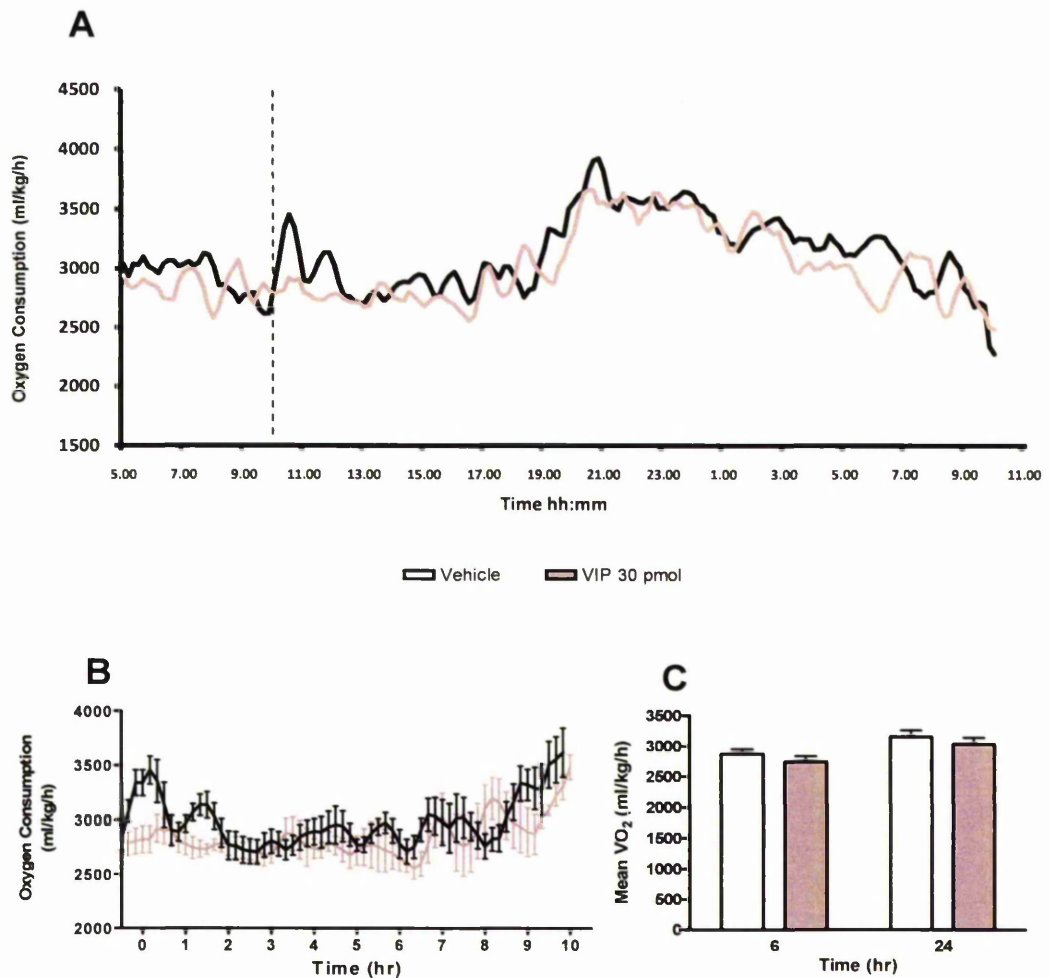 A
4500
4000
3500
3000
2500
2000
1500
Oxygen Consumption (ml/kg/h)
5.00 7.00 9.00 11.00 13.00 15.00 17.00 19.00 21.00 23.00 1.00 3.00 5.00 7.00 9.00 11.00
Time hh:mm
Vehicle VIP 30 pmol
B
4000
3500
3000
2500
2000
Oxygen Consumption
(ml/kg/h)
0 1 2 3 4 5 6 7 8 9 10
Time (hr)
C
3500
3000
2500
2000
1500
1000
500
0
Mean VO2 (ml/kg/h)
6 24
Time (hr)